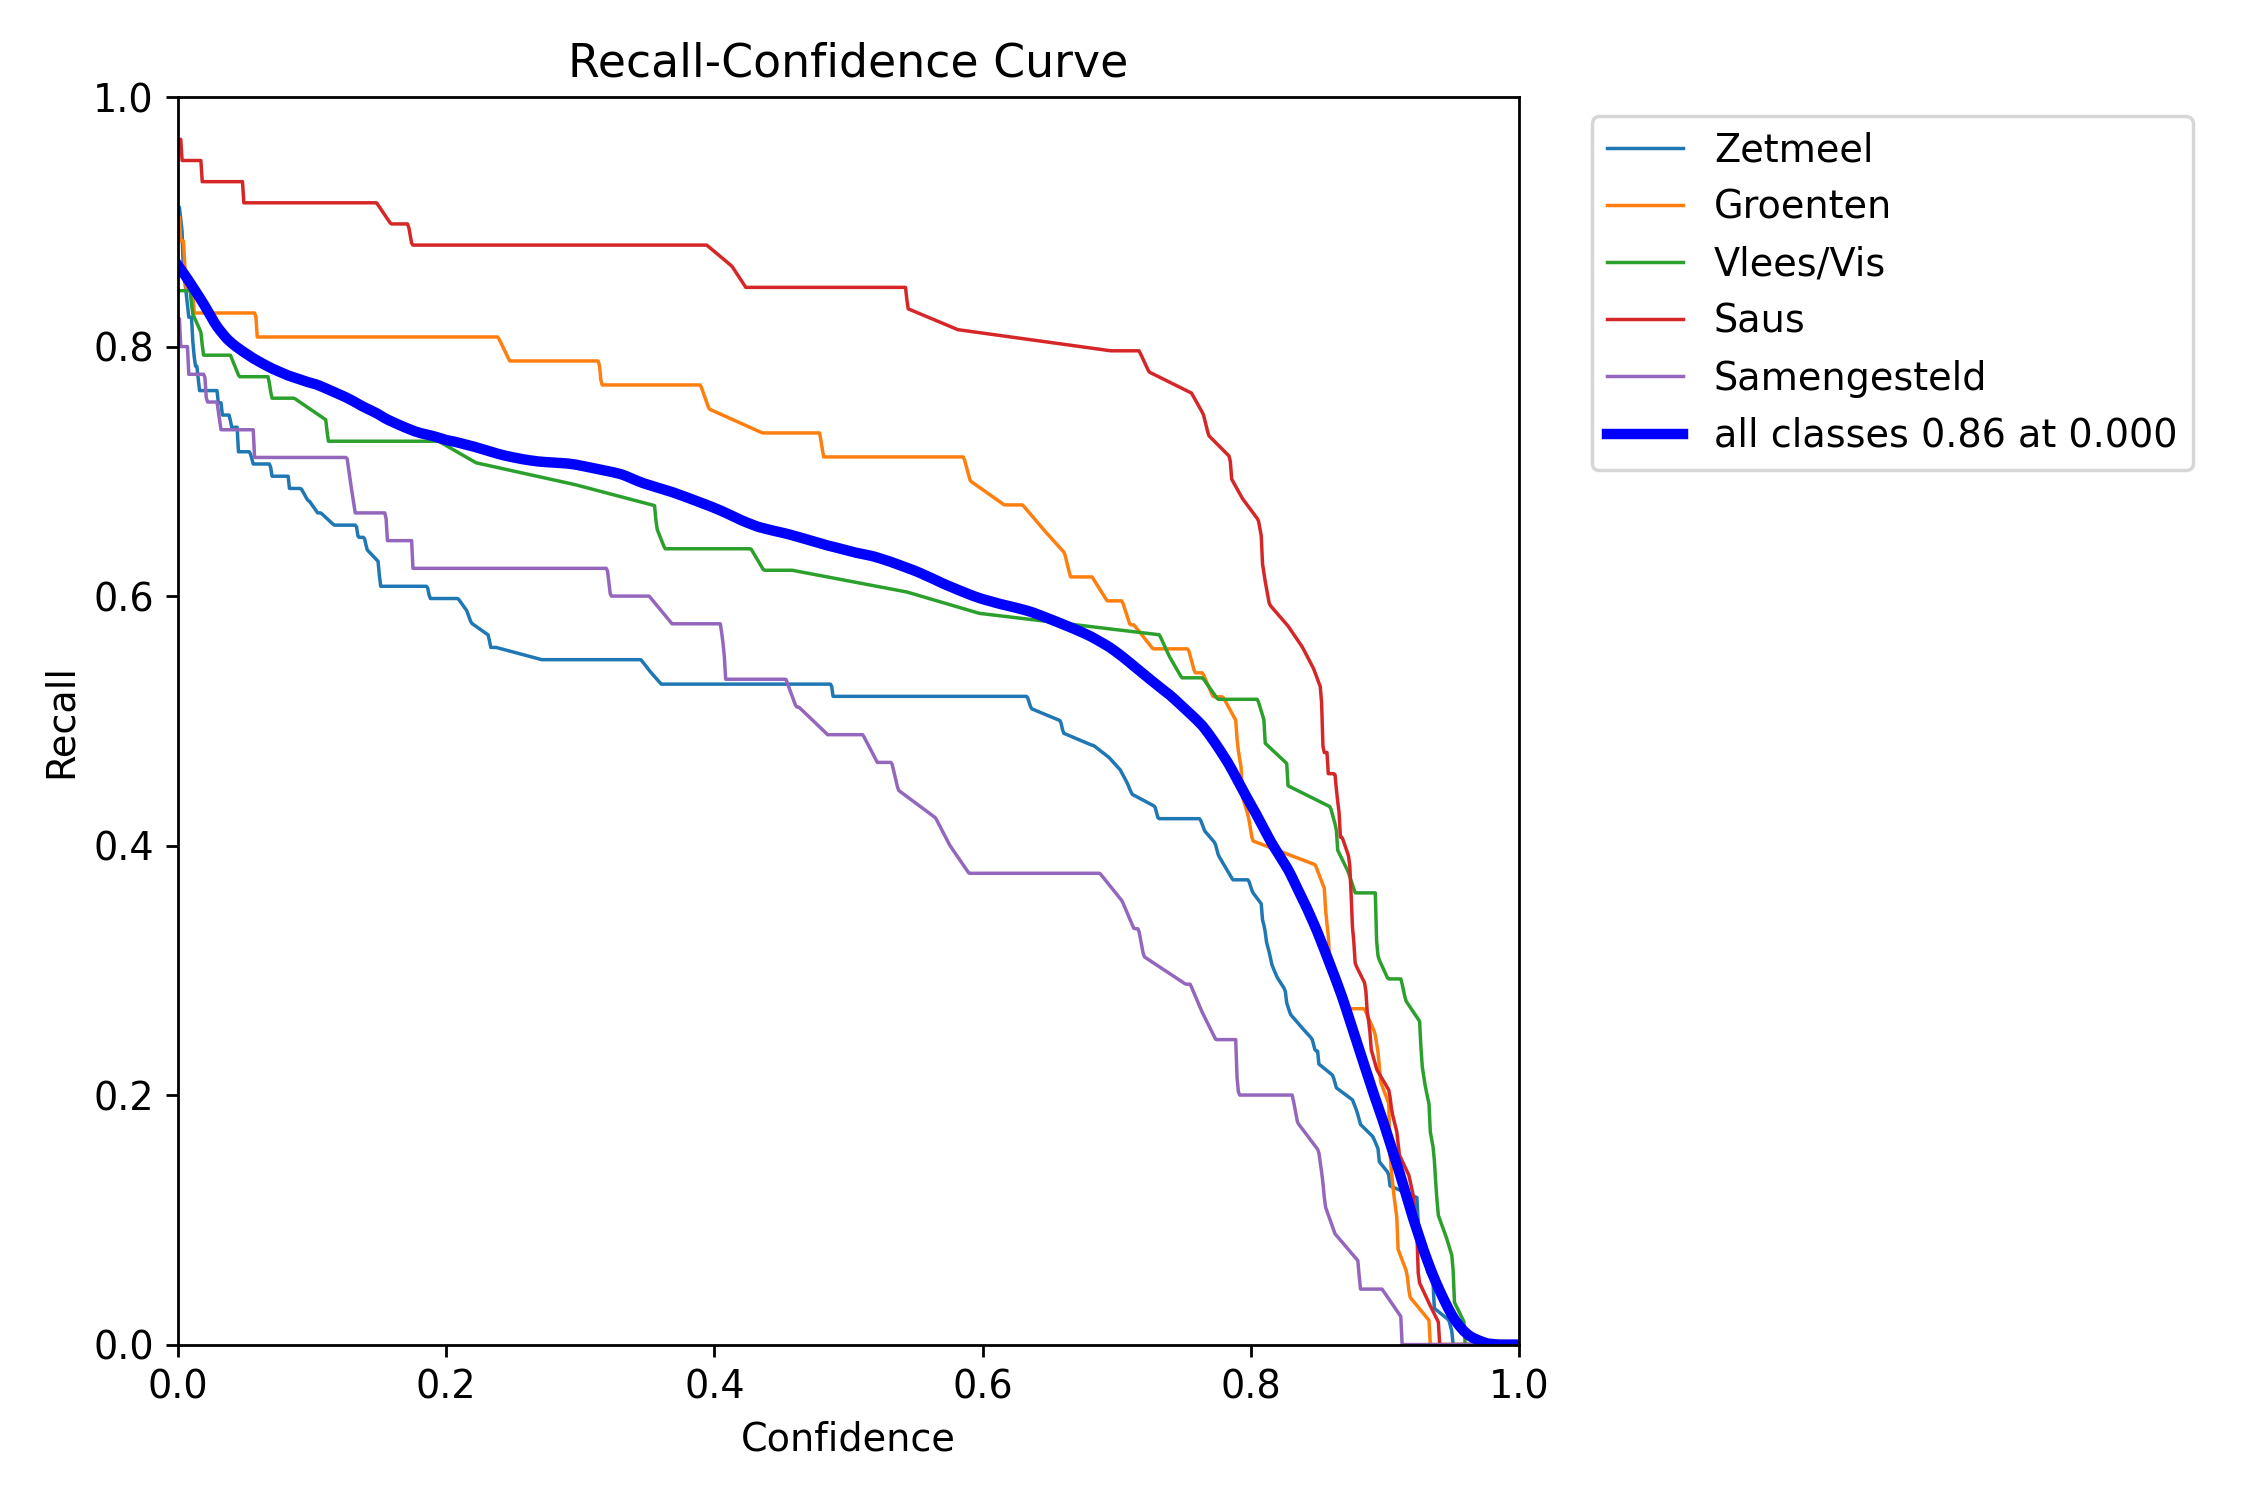 Recall-Confidence Curve
1.0
0.8
0.6
0.4
0.2
0.0
Recall
0.0 0.2 0.4 0.6 0.8 1.0
Confidence
Zetmeel
Groenten
Vlees/Vis
Saus
Samengesteld
all classes 0.86 at 0.000